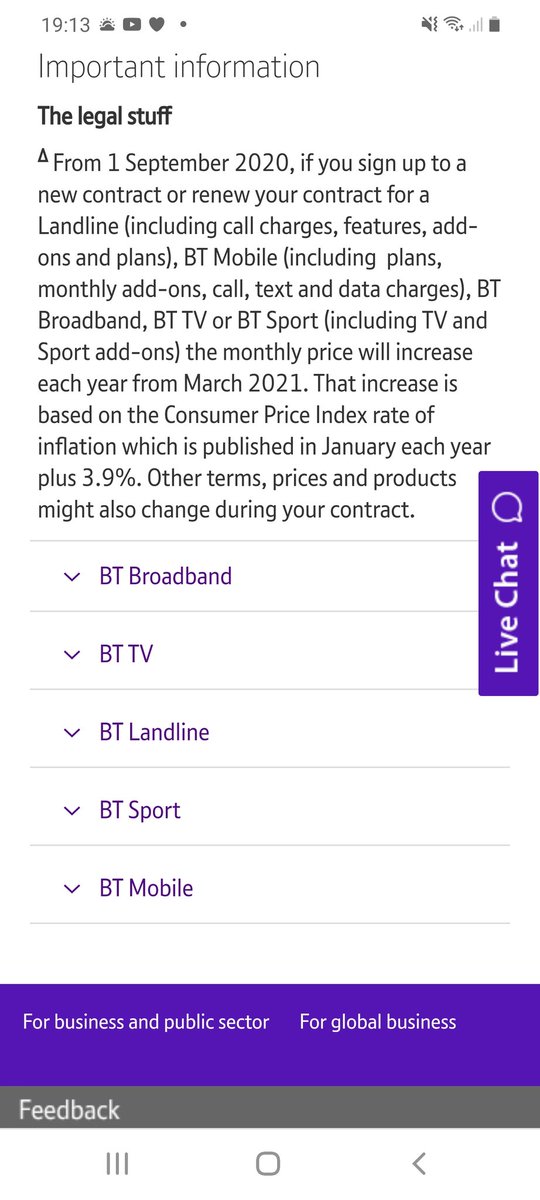 19:13
Important information
The legal stuff
Δ From 1 September 2020, if you sign up to a
new contract or renew your contract for a
Landline (including call charges, features, add-
ons and plans), BT Mobile (including plans,
monthly add-ons, call, text and data charges), BT
Broadband, BT TV or BT Sport (including TV and
Sport add-ons) the monthly price will increase
each year from March 2021. That increase is
based on the Consumer Price Index rate of
inflation which is published in January each year
plus 3.9%. Other terms, prices and products
might also change during your contract.
Live Chat
BT Broadband
BT TV
BT Landline
BT Sport
BT Mobile
For business and public sector For global business
Feedback